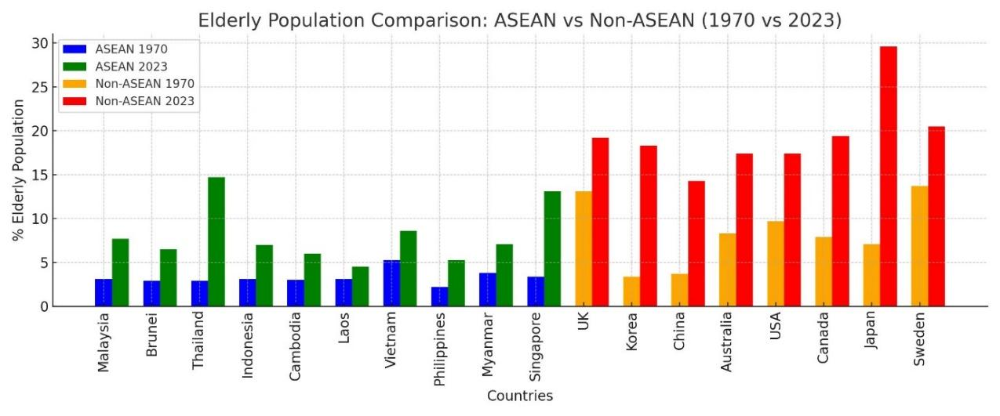 Elderly Population Comparison: ASEAN vs Non-ASEAN (1970 vs 2023)
% Elderly Population
30
25
20
15
10
5
0
ASEAN 1970
ASEAN 2023
Non-ASEAN 1970
Non-ASEAN 2023
Malaysia
Brunei
Thailand
Indonesia
Cambodia
Laos
Vietnam
Philippines
Myanmar
Singapore
UK
Korea
China
Australia
USA
Canada
Japan
Sweden
Countries